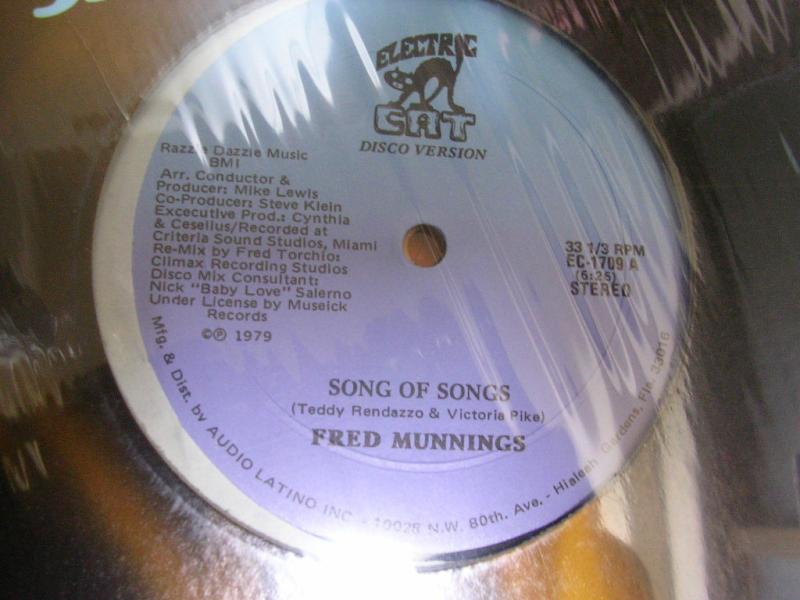 ELECTRIC
CAT
DISCO VERSION
Razzle Dazzle Music
BMI
Arr. Conductor &
Producer: Mike Lewis
Co-Producer: Steve Klein
Excecutive Prod.: Cynthia
& Ceselius/Recorded at
Criteria Sound Studios, Miami
Re-Mix by Fred Torchio:
Climax Recording Studios
Disco Mix Consultant:
Nick "Baby Love" Salerno
Under License by Museick
Records
©℗ 1979
33 1/3 RPM
EC-1709 A
(6:25)
STEREO
SONG OF SONGS
(Teddy Rendazzo & Victoria Pike)
FRED MUNNINGS
Mfg. & Dist. by AUDIO LATINO INC - 10028 N.W. 80th. Ave. - Hialeah Gardens, Fla 33016